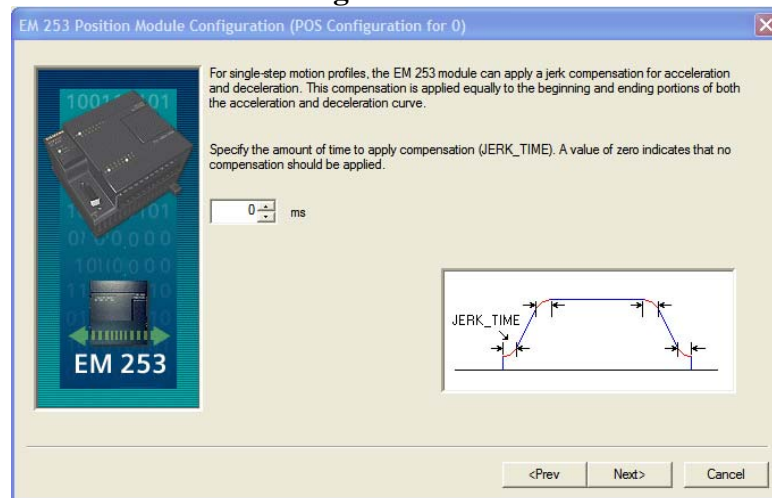 EM 253 Position Module Configuration (POS Configuration for 0)
For single-step motion profiles, the EM 253 module can apply a jerk compensation for acceleration
and deceleration. This compensation is applied equally to the beginning and ending portions of both
the acceleration and deceleration curve.
Specify the amount of time to apply compensation (JERK_TIME). A value of zero indicates that no
compensation should be applied.
0 ms
JERK_TIME
EM 253
<Prev
Next>
Cancel